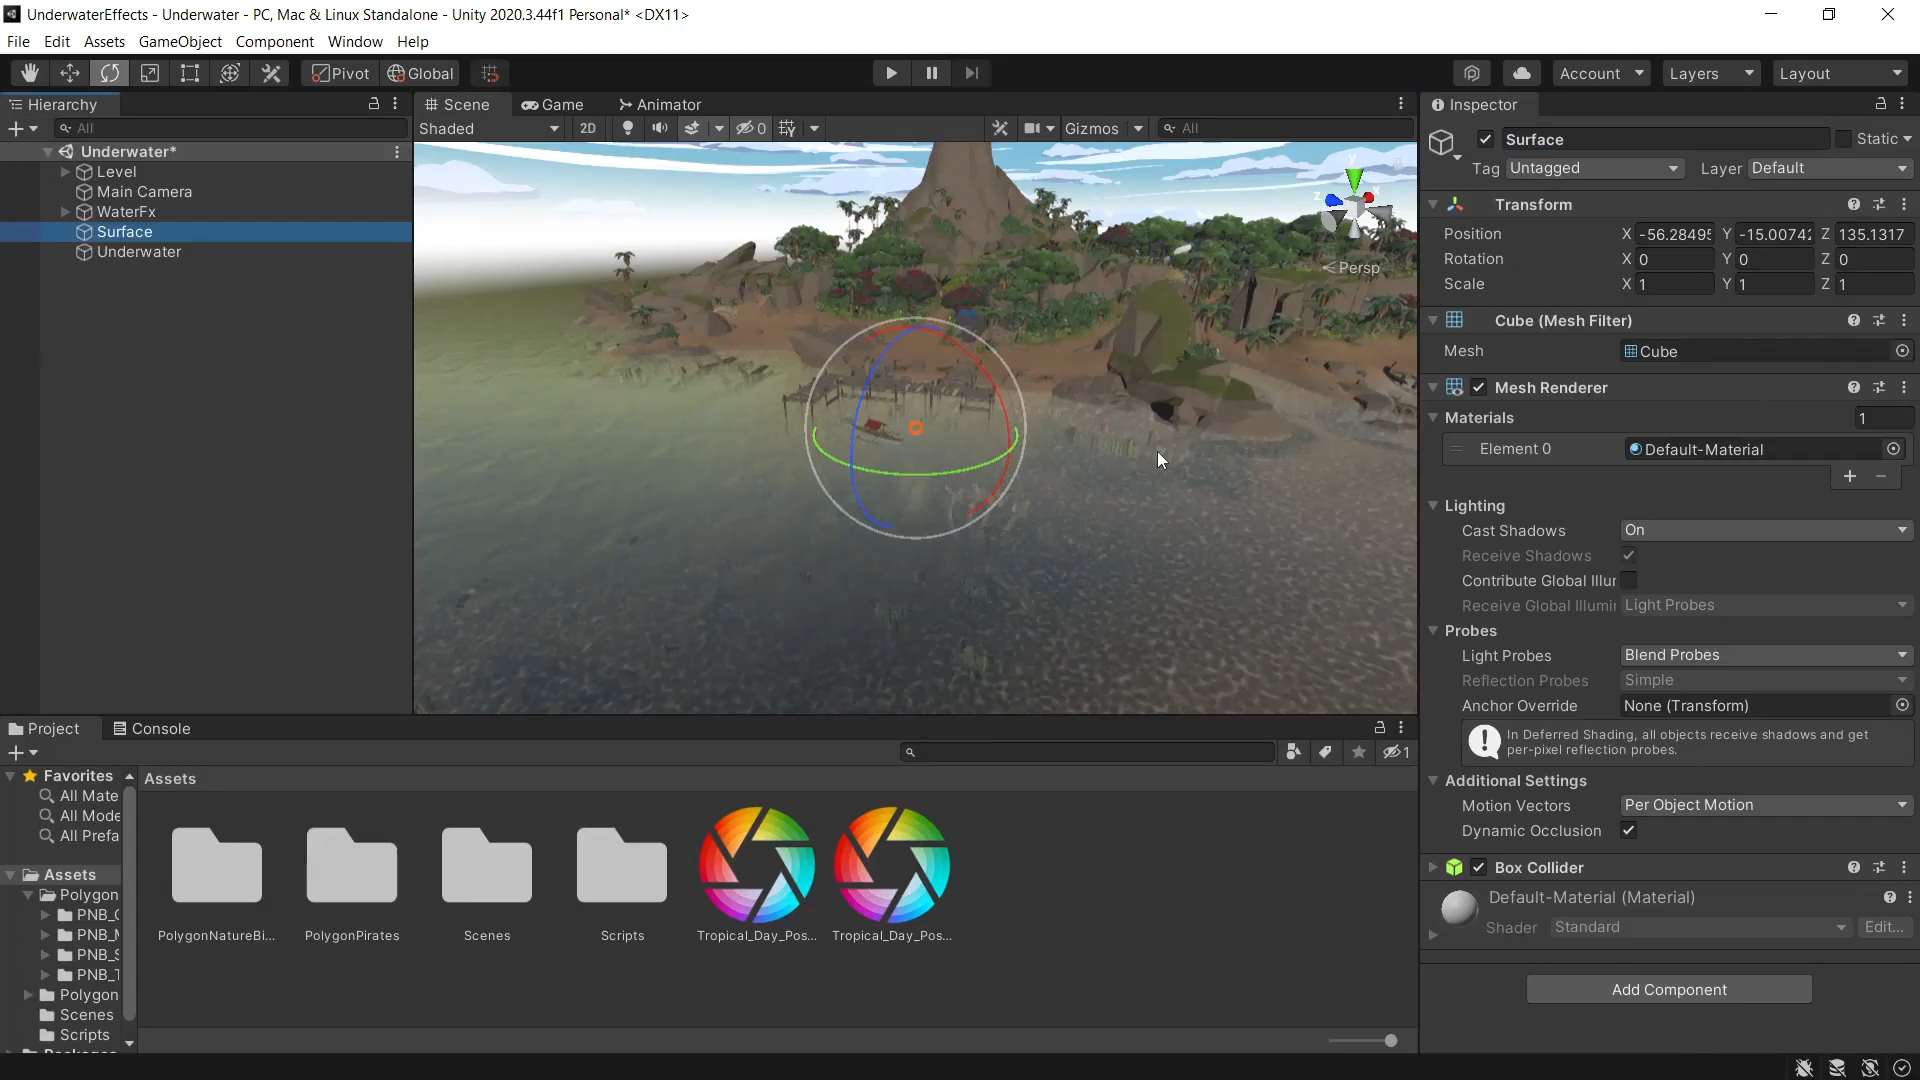 UnderwaterEffects - Underwater - PC, Mac & Linux Standalone - Unity 2020.3.44f1 Personal* <DX11>
File Edit Assets GameObject Component Window Help
Pivot Global Account Layers Layout
Hierarchy
All
Underwater*
Level
Main Camera
WaterFx
Surface
Underwater
Scene Game Animator
Shaded 2D 0 Gizmos All
y
x
z
Persp
Inspector
Surface Static
Tag Untagged Layer Default
Transform
Position X -56.28495 Y -15.00742 Z 135.1317
Rotation X 0 Y 0 Z 0
Scale X 1 Y 1 Z 1
Cube (Mesh Filter)
Mesh Cube
Mesh Renderer
Materials 1
Element 0 Default-Material
Lighting
Cast Shadows On
Receive Shadows
Contribute Global Illur
Receive Global Illumi Light Probes
Probes
Light Probes Blend Probes
Reflection Probes Simple
Anchor Override None (Transform)
In Deferred Shading, all objects receive shadows and get
per-pixel reflection probes.
Additional Settings
Motion Vectors Per Object Motion
Dynamic Occlusion
Box Collider
Default-Material (Material)
Shader Standard Edit...
Add Component
Project Console
1
Favorites
All Mate
All Mode
All Prefa
Assets
Polygon
PNB_
PNB_
PNB_
PNB_
Polygon
Scenes
Scripts
Assets
PolygonNatureBi... PolygonPirates Scenes Scripts Tropical_Day_Pos... Tropical_Day_Pos...